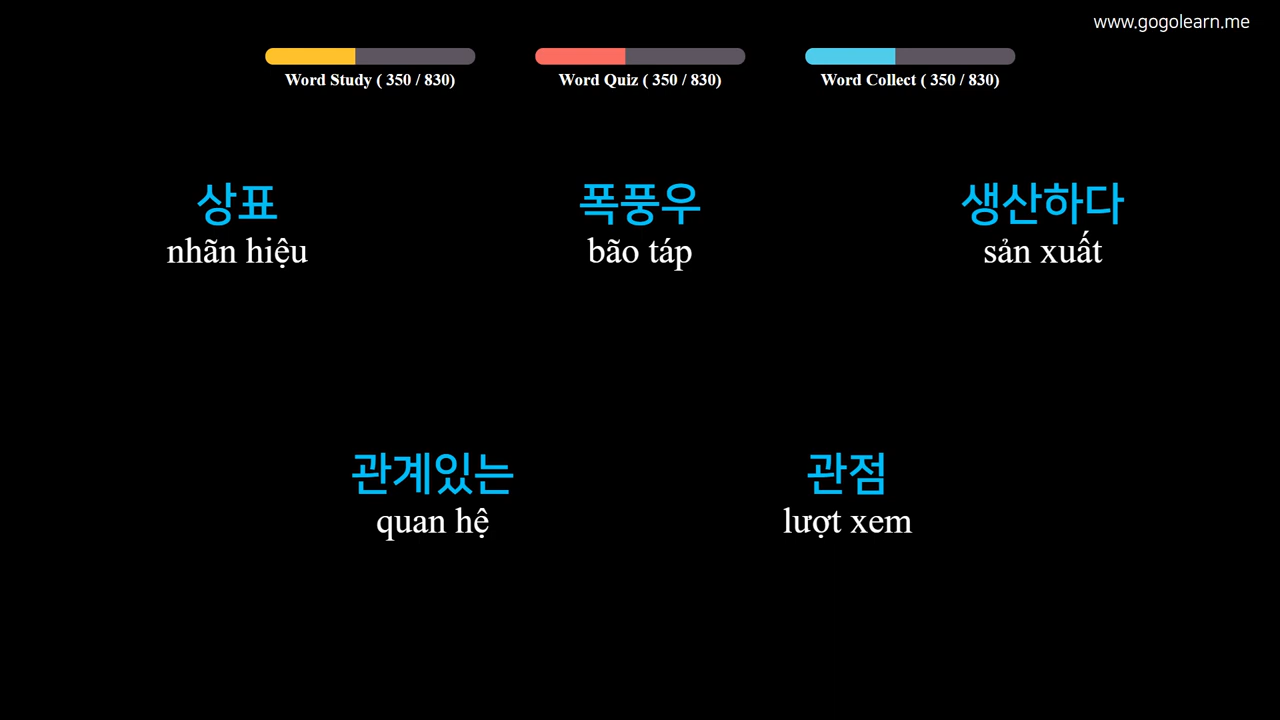 www.gogolearn.me
Word Study ( 350 / 830)
Word Quiz ( 350 / 830)
Word Collect ( 350 / 830)
상표
nhãn hiệu
폭풍우
bão táp
생산하다
sản xuất
관계있는
quan hệ
관점
lượt xem